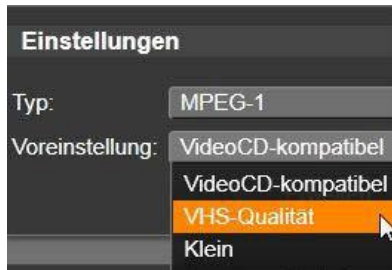 Einstellungen
Typ: MPEG-1
Voreinstellung: VideoCD-kompatibel
VideoCD-kompatibel
VHS-Qualität
Klein